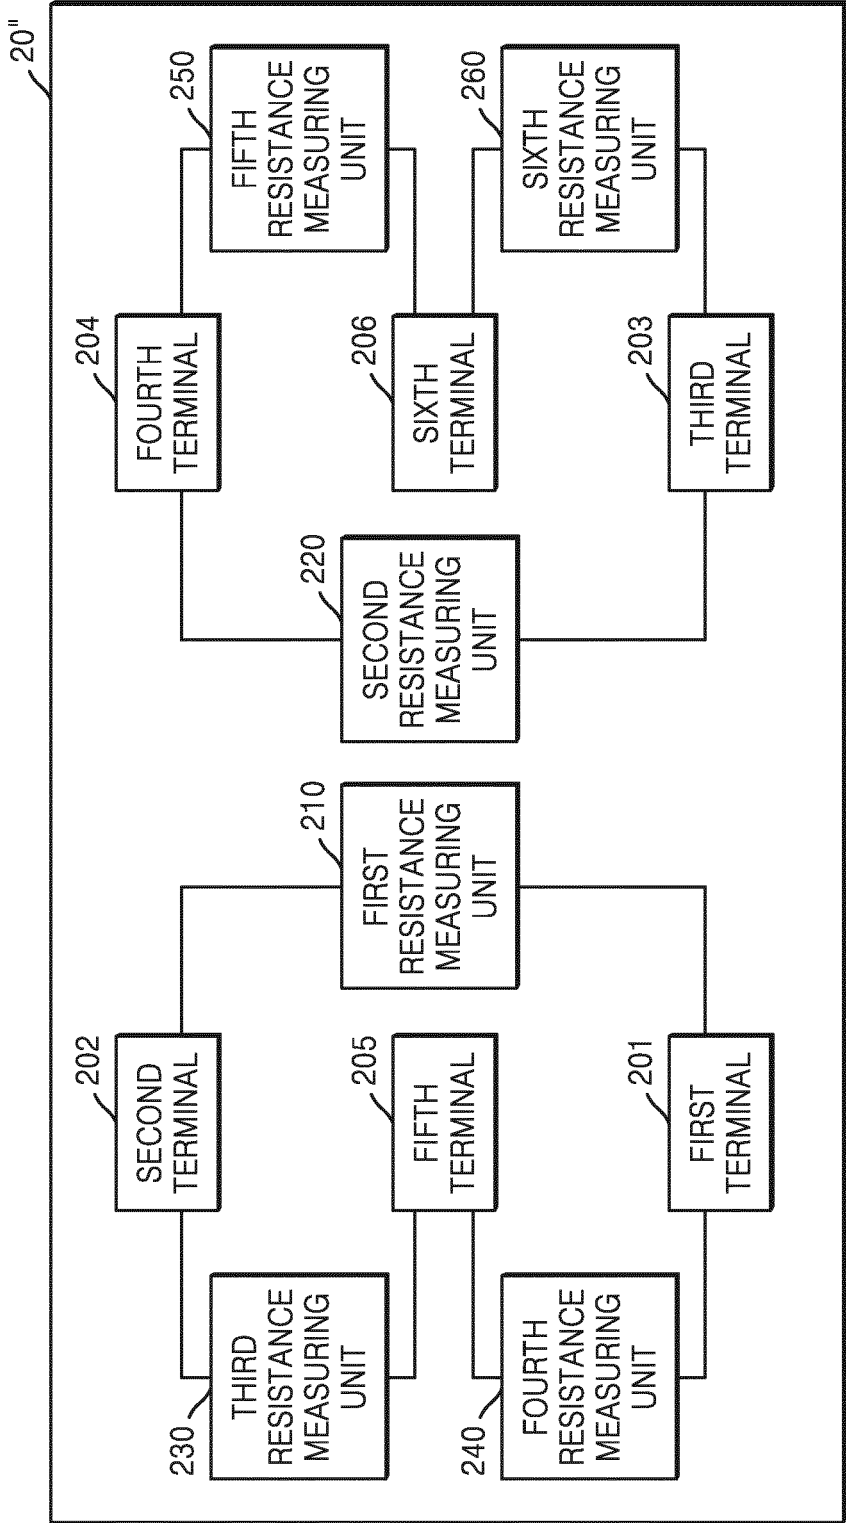 20"
230
THIRD
RESISTANCE
MEASURING
UNIT
202
SECOND
TERMINAL
204
FOURTH
TERMINAL
250
FIFTH
RESISTANCE
MEASURING
UNIT
210
FIRST
RESISTANCE
MEASURING
UNIT
220
SECOND
RESISTANCE
MEASURING
UNIT
205
FIFTH
TERMINAL
206
SIXTH
TERMINAL
240
FOURTH
RESISTANCE
MEASURING
UNIT
260
SIXTH
RESISTANCE
MEASURING
UNIT
201
FIRST
TERMINAL
203
THIRD
TERMINAL